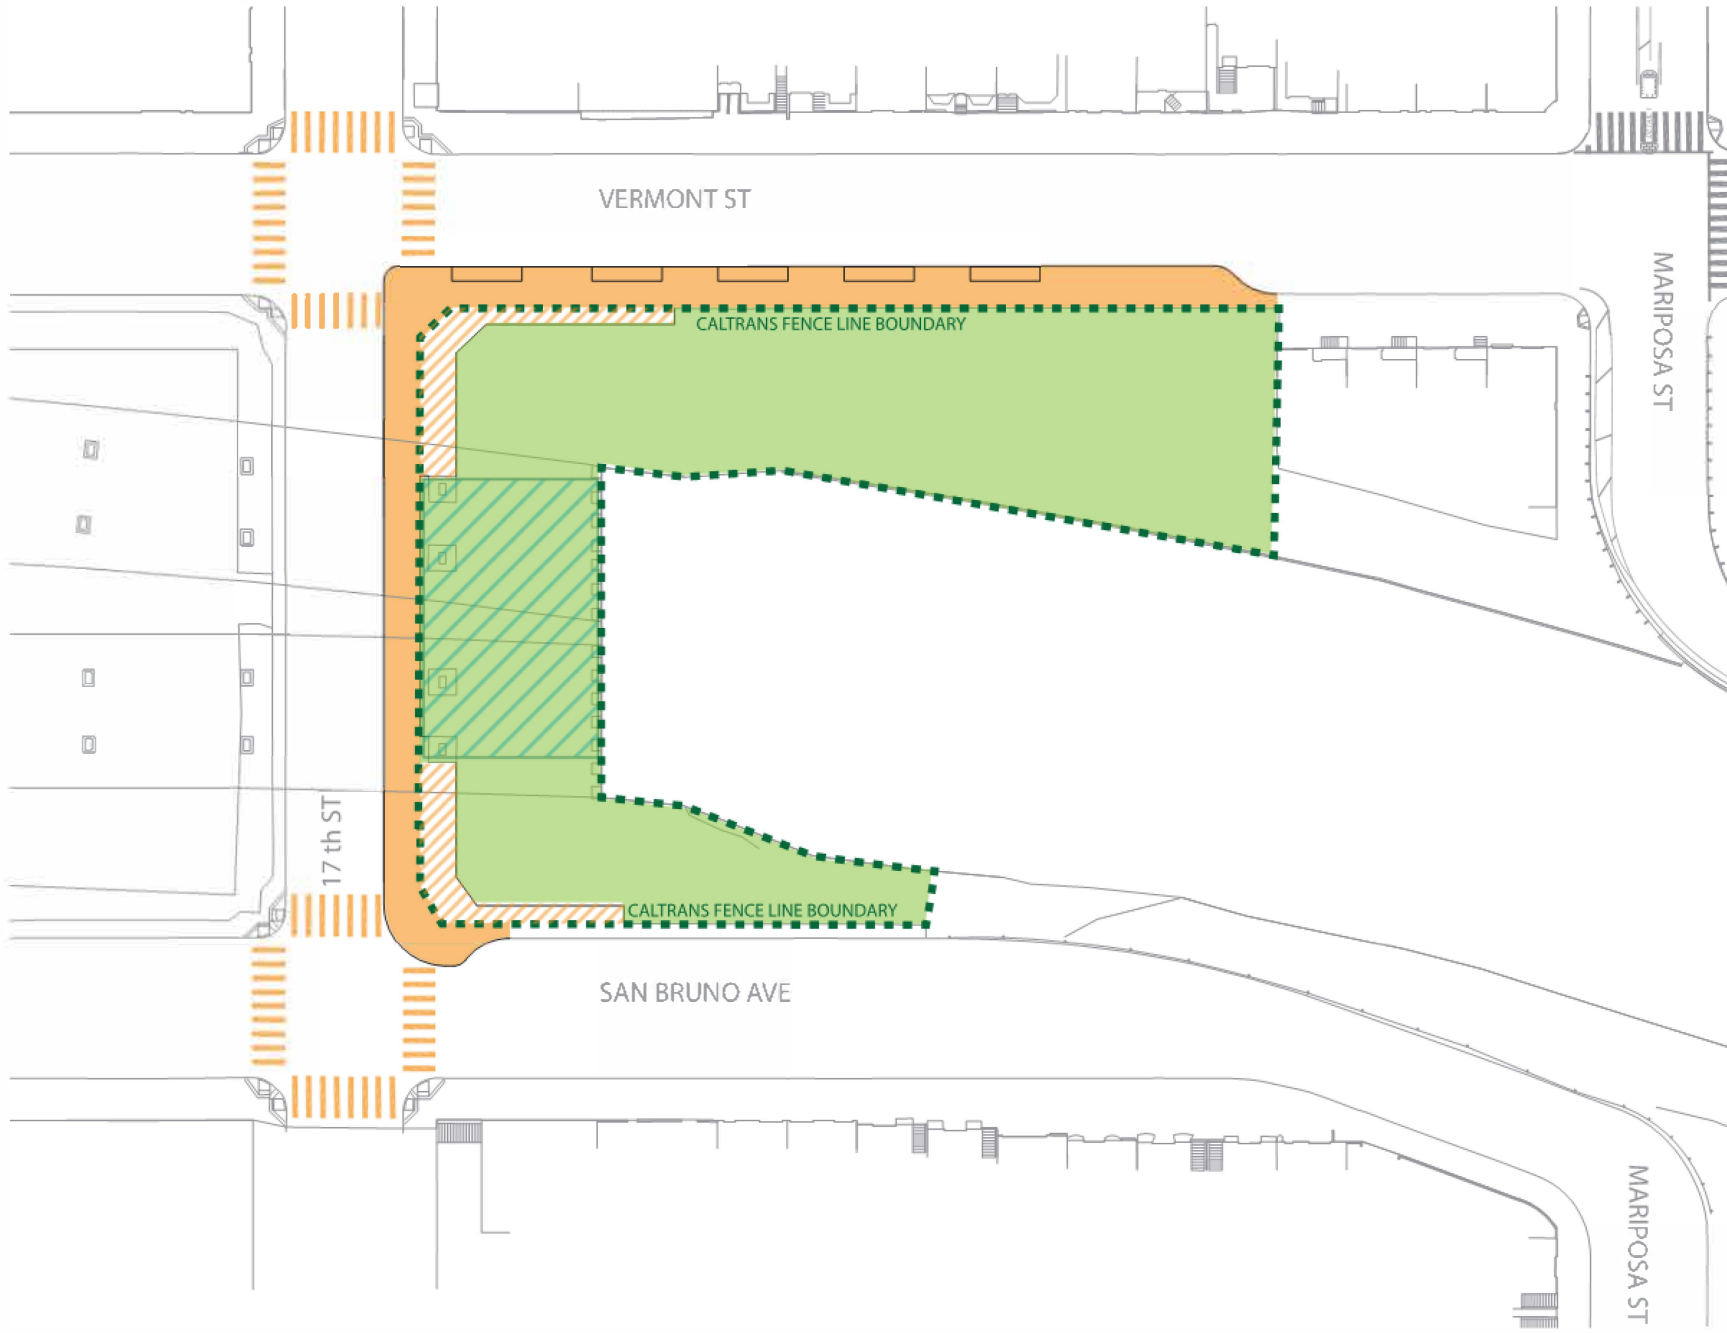 VERMONT ST
MARIPOSA ST
CALTRANS FENCE LINE BOUNDARY
17 th ST
CALTRANS FENCE LINE BOUNDARY
SAN BRUNO AVE
MARIPOSA ST